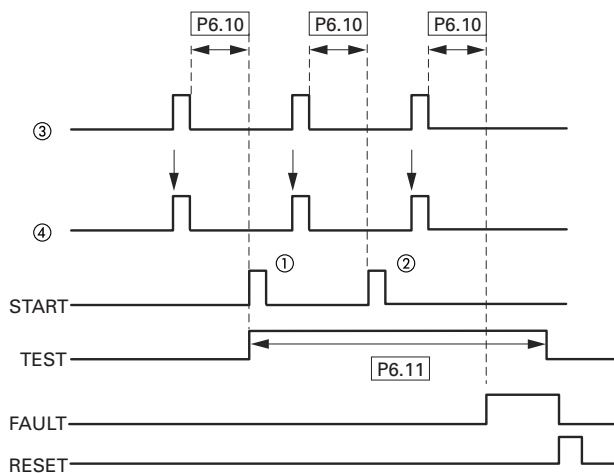 P6.10 P6.10 P6.10
③
④
① ②
START
TEST
P6.11
FAULT
RESET